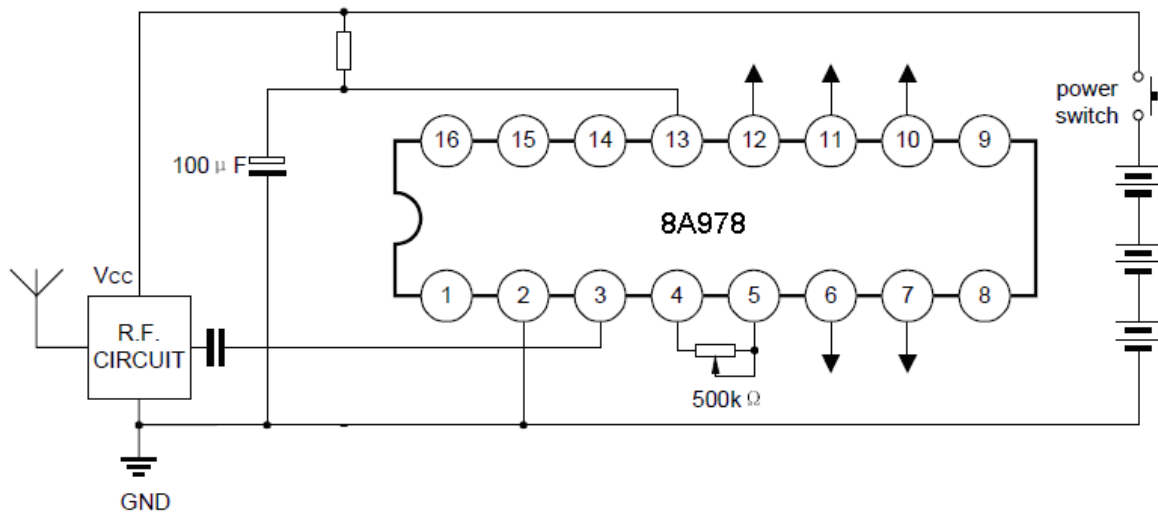 power
switch
16 15 14 13 12 11 10 9
100 μ F
8A978
Vcc
1 2 3 4 5 6 7 8
R.F.
CIRCUIT
500k Ω
GND